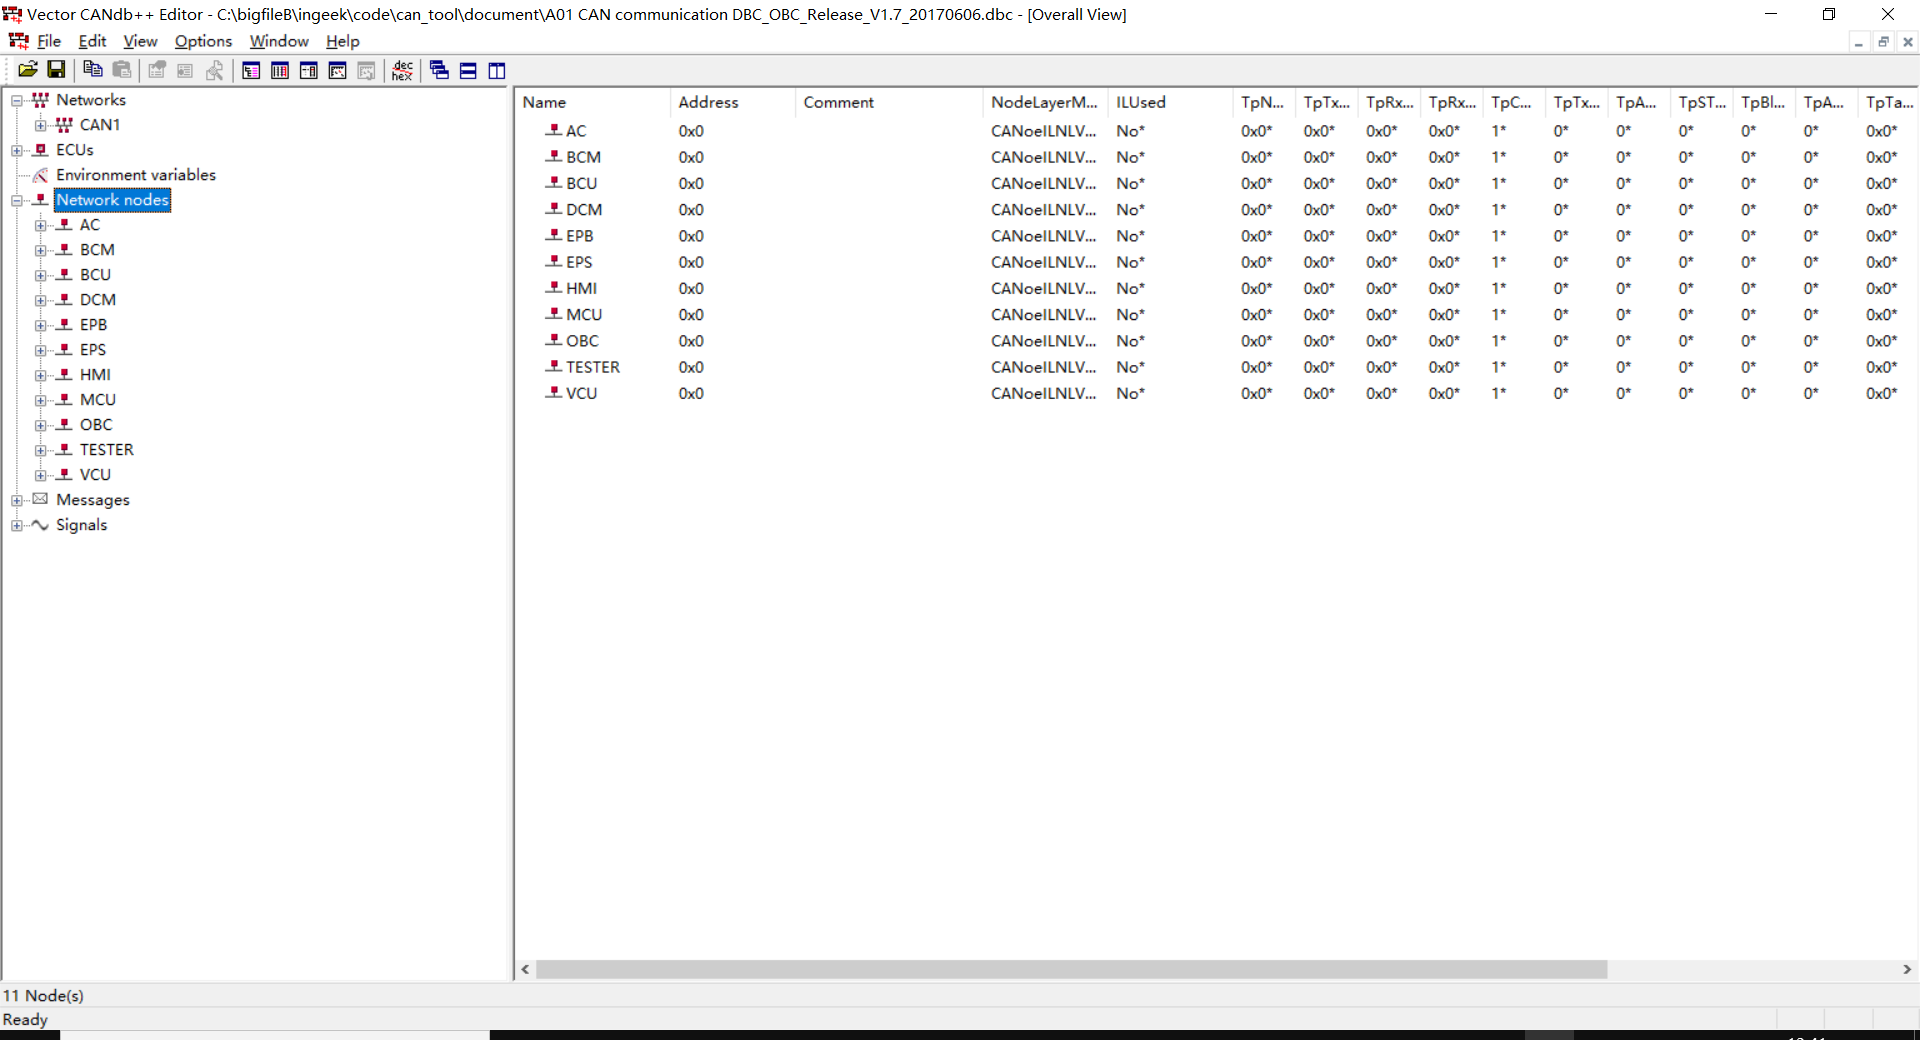 Vector CANdb++ Editor - C:\bigfileB\ingeek\code\can_tool\document\A01 CAN communication DBC_OBC_Release_V1.7_20170606.dbc - [Overall View]
File Edit View Options Window Help
dec
hex
Networks
CAN1
ECUs
Environment variables
Network nodes
AC
BCM
BCU
DCM
EPB
EPS
HMI
MCU
OBC
TESTER
VCU
Messages
Signals
Name Address Comment NodeLayerM... ILUsed TpN... TpTx... TpRx... TpRx... TpC... TpTx... TpA... TpST... TpBl... TpA... TpTa...
AC 0x0 CANoeILNLV... No* 0x0* 0x0* 0x0* 0x0* 1* 0* 0* 0* 0* 0* 0x0*
BCM 0x0 CANoeILNLV... No* 0x0* 0x0* 0x0* 0x0* 1* 0* 0* 0* 0* 0* 0x0*
BCU 0x0 CANoeILNLV... No* 0x0* 0x0* 0x0* 0x0* 1* 0* 0* 0* 0* 0* 0x0*
DCM 0x0 CANoeILNLV... No* 0x0* 0x0* 0x0* 0x0* 1* 0* 0* 0* 0* 0* 0x0*
EPB 0x0 CANoeILNLV... No* 0x0* 0x0* 0x0* 0x0* 1* 0* 0* 0* 0* 0* 0x0*
EPS 0x0 CANoeILNLV... No* 0x0* 0x0* 0x0* 0x0* 1* 0* 0* 0* 0* 0* 0x0*
HMI 0x0 CANoeILNLV... No* 0x0* 0x0* 0x0* 0x0* 1* 0* 0* 0* 0* 0* 0x0*
MCU 0x0 CANoeILNLV... No* 0x0* 0x0* 0x0* 0x0* 1* 0* 0* 0* 0* 0* 0x0*
OBC 0x0 CANoeILNLV... No* 0x0* 0x0* 0x0* 0x0* 1* 0* 0* 0* 0* 0* 0x0*
TESTER 0x0 CANoeILNLV... No* 0x0* 0x0* 0x0* 0x0* 1* 0* 0* 0* 0* 0* 0x0*
VCU 0x0 CANoeILNLV... No* 0x0* 0x0* 0x0* 0x0* 1* 0* 0* 0* 0* 0* 0x0*
11 Node(s)
Ready